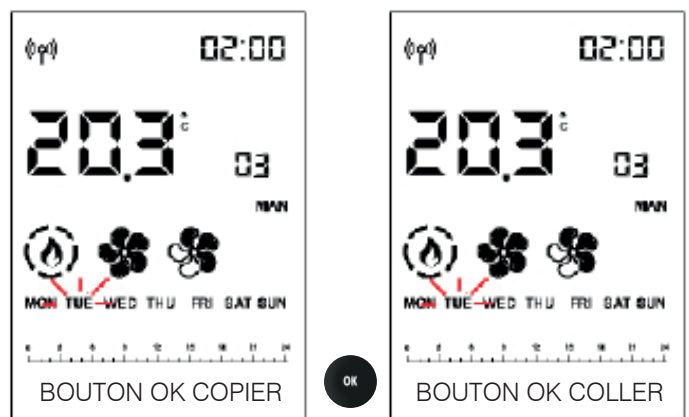 02:00
20.3 °C
03
MAN
MON TUE WED THU FRI SAT SUN
BOUTON OK COPIER
OK
02:00
20.3 °C
03
MAN
MON TUE WED THU FRI SAT SUN
BOUTON OK COLLER